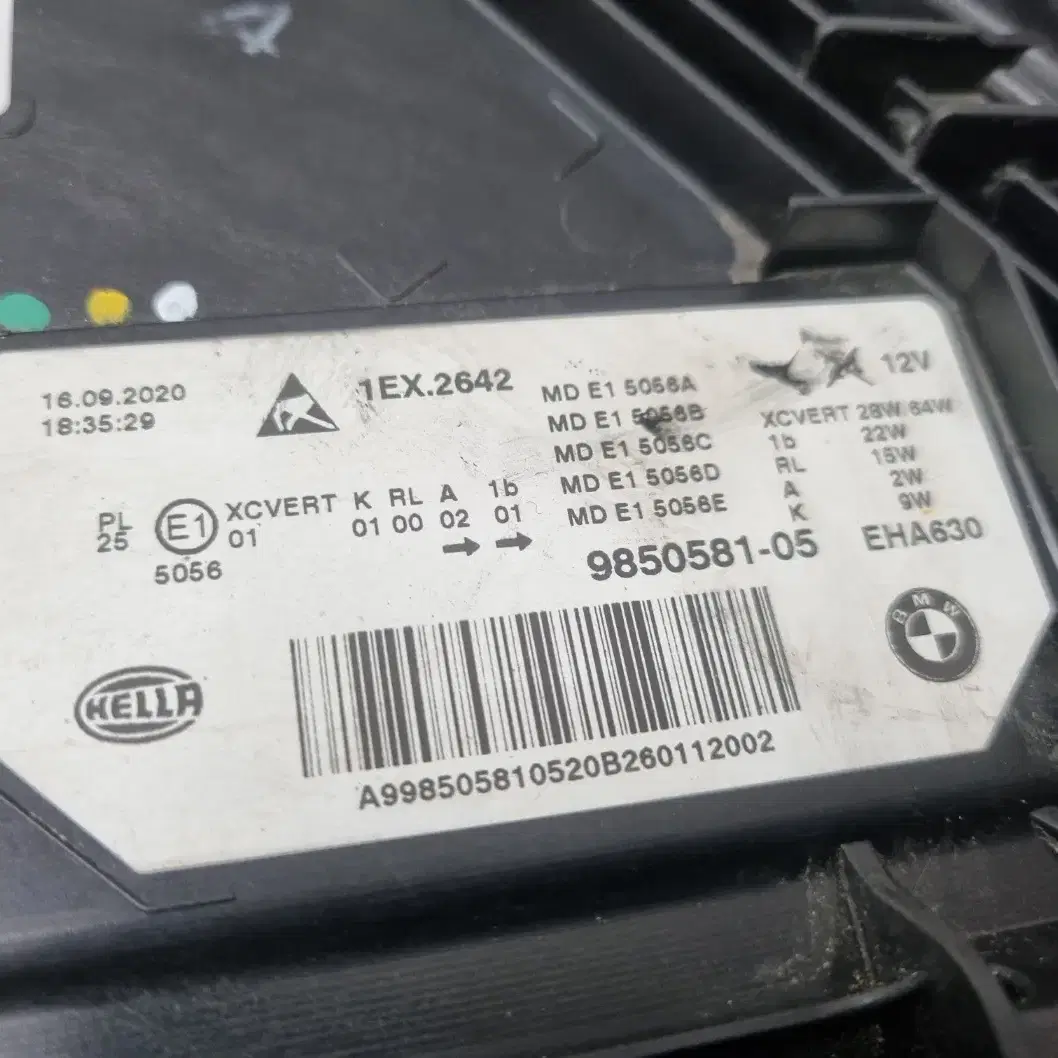 16.09.2020
18:35:29
1EX.2642
MD E1 5056A
MD E1 5056B
MD E1 5056C
MD E1 5056D
MD E1 5056E
12V
XCVERT 28W/64W
1b 22W
RL 15W
A 2W
K 9W
PL
25
E1
5056
XCVERT K RL A 1b
01 01 00 02 01
9850581-05
EHA630
BMW
HELLA
A998505810520B260112002